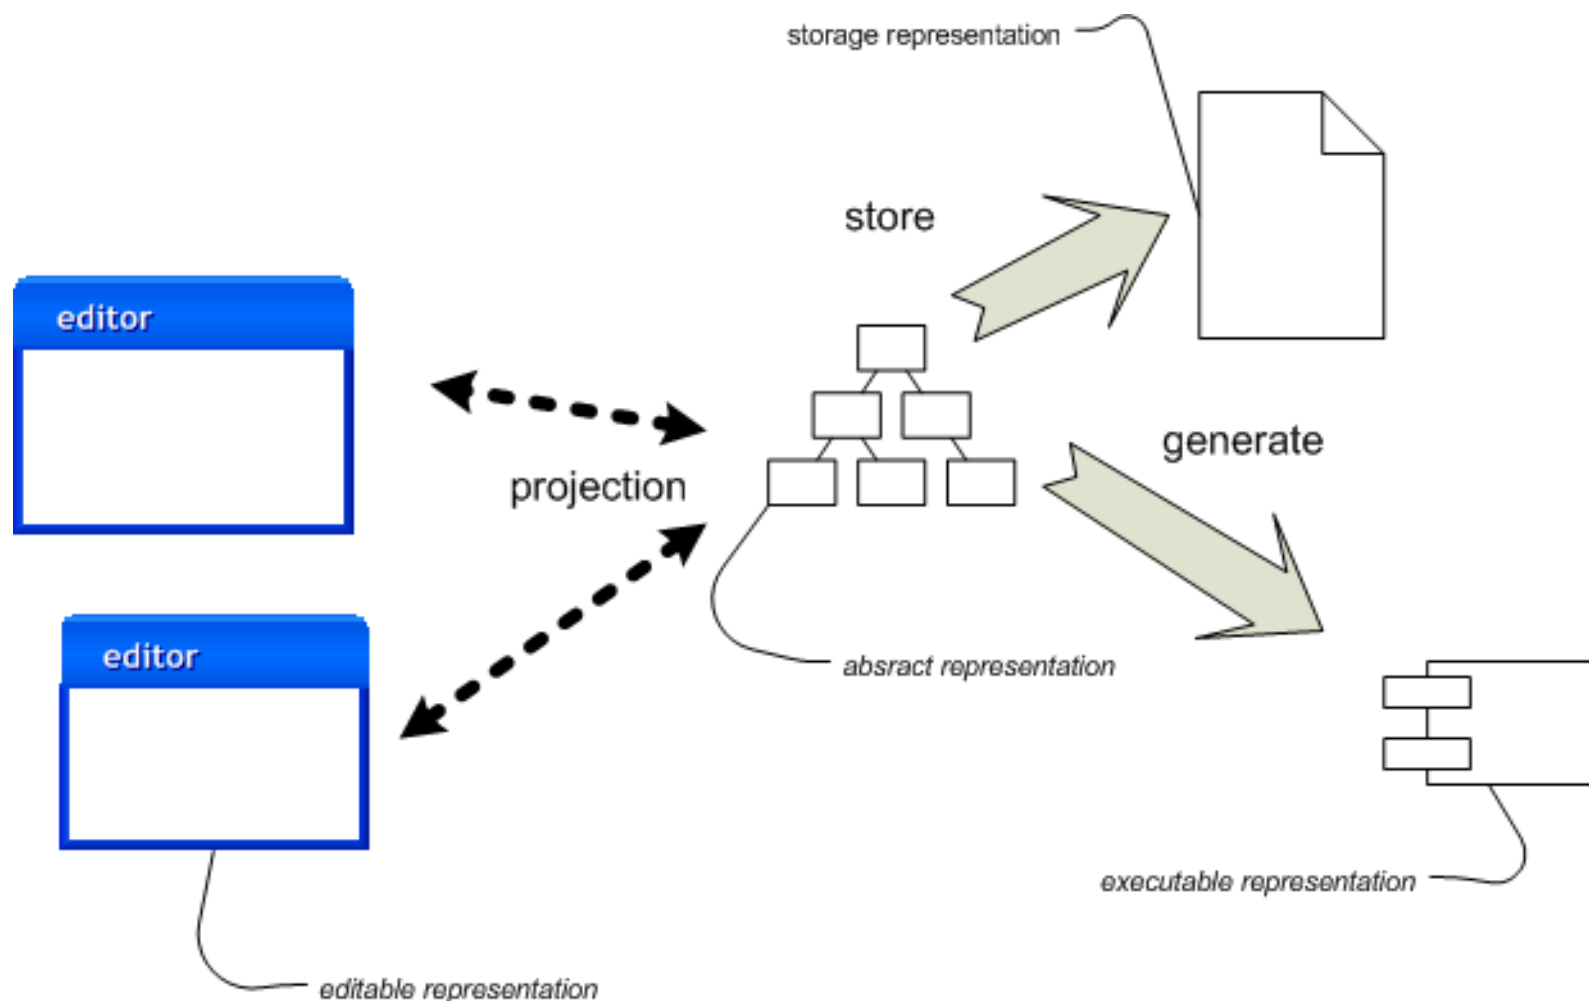 storage representation
store
editor
generate
projection
editor
absract representation
executable representation
editable representation